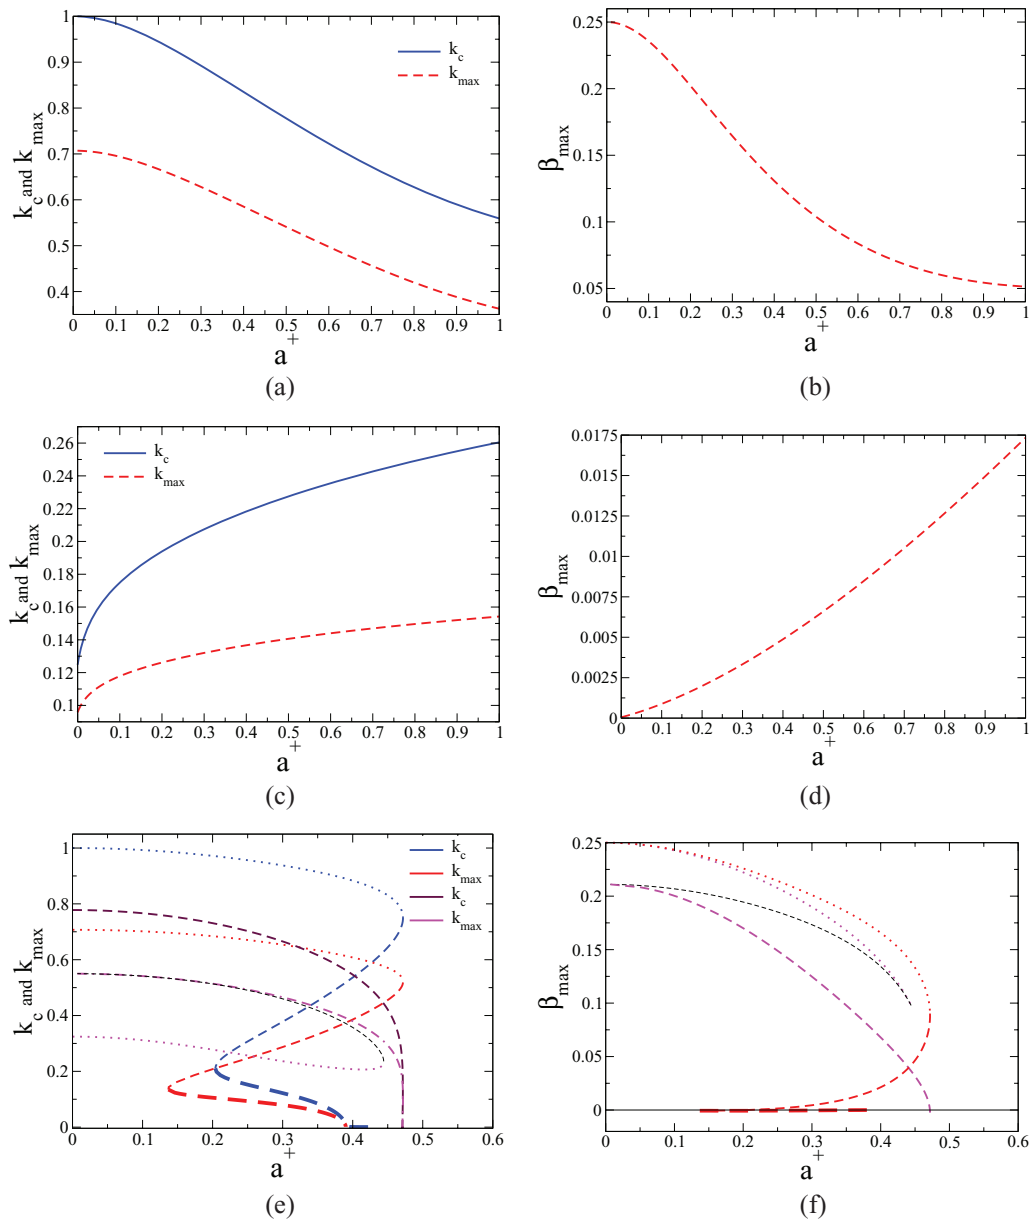 1
0.9
0.8
0.7
0.6
0.5
0.4
k_c and k_max
k_c
k_max
0 0.1 0.2 0.3 0.4 0.5 0.6 0.7 0.8 0.9 1
a^+
(a)
0.25
0.2
0.15
0.1
0.05
β_max
0 0.1 0.2 0.3 0.4 0.5 0.6 0.7 0.8 0.9 1
a^+
(b)
0.26
0.24
0.22
0.2
0.18
0.16
0.14
0.12
0.1
k_c and k_max
k_c
k_max
0 0.1 0.2 0.3 0.4 0.5 0.6 0.7 0.8 0.9 1
a^+
(c)
0.0175
0.015
0.0125
0.01
0.0075
0.005
0.0025
0
β_max
0 0.1 0.2 0.3 0.4 0.5 0.6 0.7 0.8 0.9 1
a^+
(d)
1
0.8
0.6
0.4
0.2
0
k_c and k_max
k_c
k_max
k_c
k_max
0 0.1 0.2 0.3 0.4 0.5 0.6
a^+
(e)
0.25
0.2
0.15
0.1
0.05
0
β_max
0 0.1 0.2 0.3 0.4 0.5 0.6
a^+
(f)